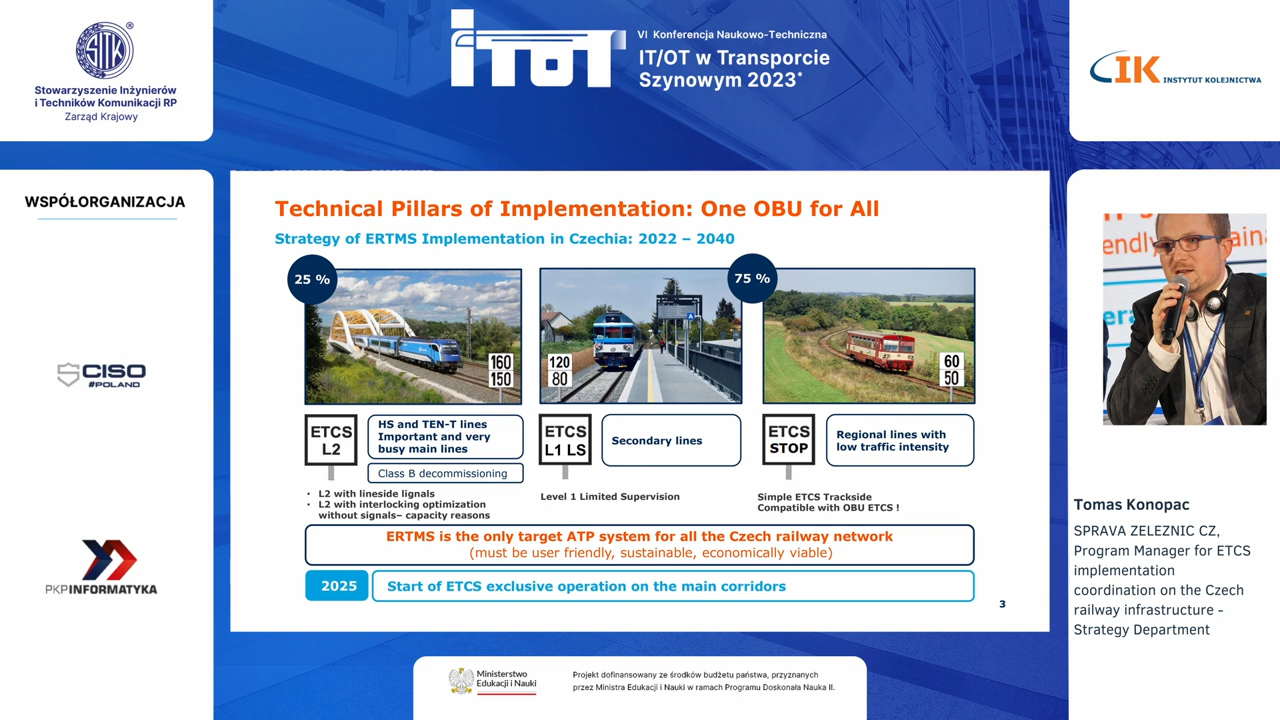 SITK
®
Stowarzyszenie Inżynierów
i Techników Komunikacji RP
Zarząd Krajowy
iTOT
VI Konferencja Naukowo-Techniczna
IT/OT w Transporcie
Szynowym 2023*
IK INSTYTUT KOLEJNICTWA
WSPÓŁORGANIZACJA
CISO
#POLAND
PKPINFORMATYKA
Technical Pillars of Implementation: One OBU for All
Strategy of ERTMS Implementation in Czechia: 2022 – 2040
25 %
160
150
120
80
A
75 %
60
50
ETCS
L2
HS and TEN-T lines
Important and very
busy main lines
Class B decommissioning
• L2 with lineside lignals
• L2 with interlocking optimization
without signals– capacity reasons
ETCS
L1 LS
Secondary lines
Level 1 Limited Supervision
ETCS
STOP
Regional lines with
low traffic intensity
Simple ETCS Trackside
Compatible with OBU ETCS !
ERTMS is the only target ATP system for all the Czech railway network
(must be user friendly, sustainable, economically viable)
2025
Start of ETCS exclusive operation on the main corridors
3
Tomas Konopac
SPRAVA ZELEZNIC CZ,
Program Manager for ETCS
implementation
coordination on the Czech
railway infrastructure -
Strategy Department
Ministerstwo
Edukacji i Nauki
Projekt dofinansowany ze środków budżetu państwa, przyznanych
przez Ministra Edukacji i Nauki w ramach Programu Doskonała Nauka II.